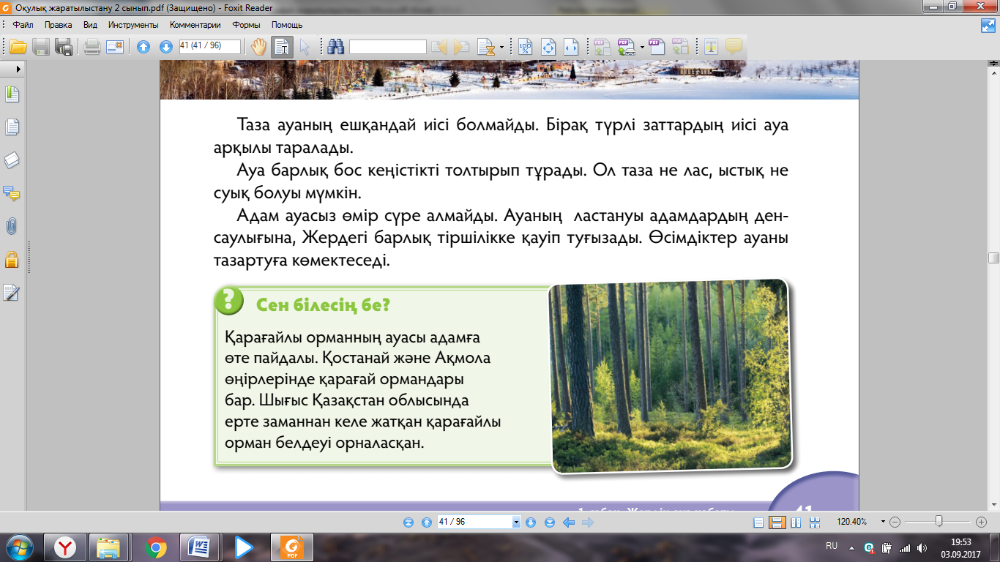 Оқулық жаратылыстану 2 сынып.pdf (Защищено) - Foxit Reader
Файл Правка Вид Инструменты Комментарии Формы Помощь
41 (41 / 96)
Таза ауаның ешқандай иісі болмайды. Бірақ түрлі заттардың иісі ауа
арқылы таралады.
Ауа барлық бос кеңістікті толтырып тұрады. Ол таза не лас, ыстық не
суық болуы мүмкін.
Адам ауасыз өмір сүре алмайды. Ауаның ластануы адамдардың ден-
саулығына, Жердегі барлық тіршілікке қауіп туғызады. Өсімдіктер ауаны
тазартуға көмектеседі.
? Сен білесің бе?
Қарағайлы орманның ауасы адамға
өте пайдалы. Қостанай және Ақмола
өңірлерінде қарағай ормандары
бар. Шығыс Қазақстан облысында
ерте заманнан келе жатқан қарағайлы
орман белдеуі орналасқан.
41
41 / 96
120.40%
RU
19:53
03.09.2017